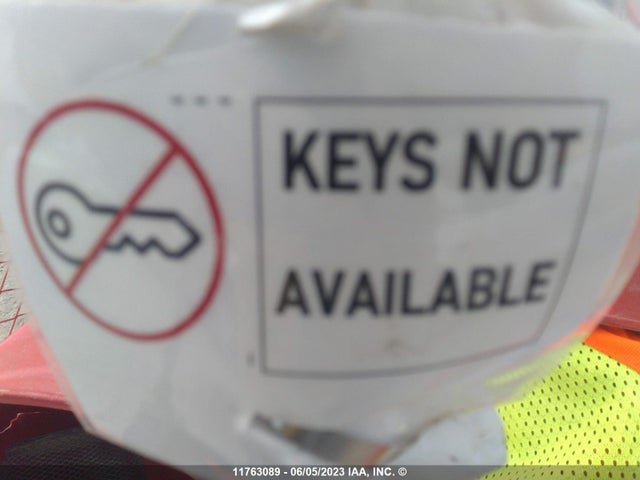 KEYS NOT
AVAILABLE
11763089 - 06/05/2023 IAA, INC. ©